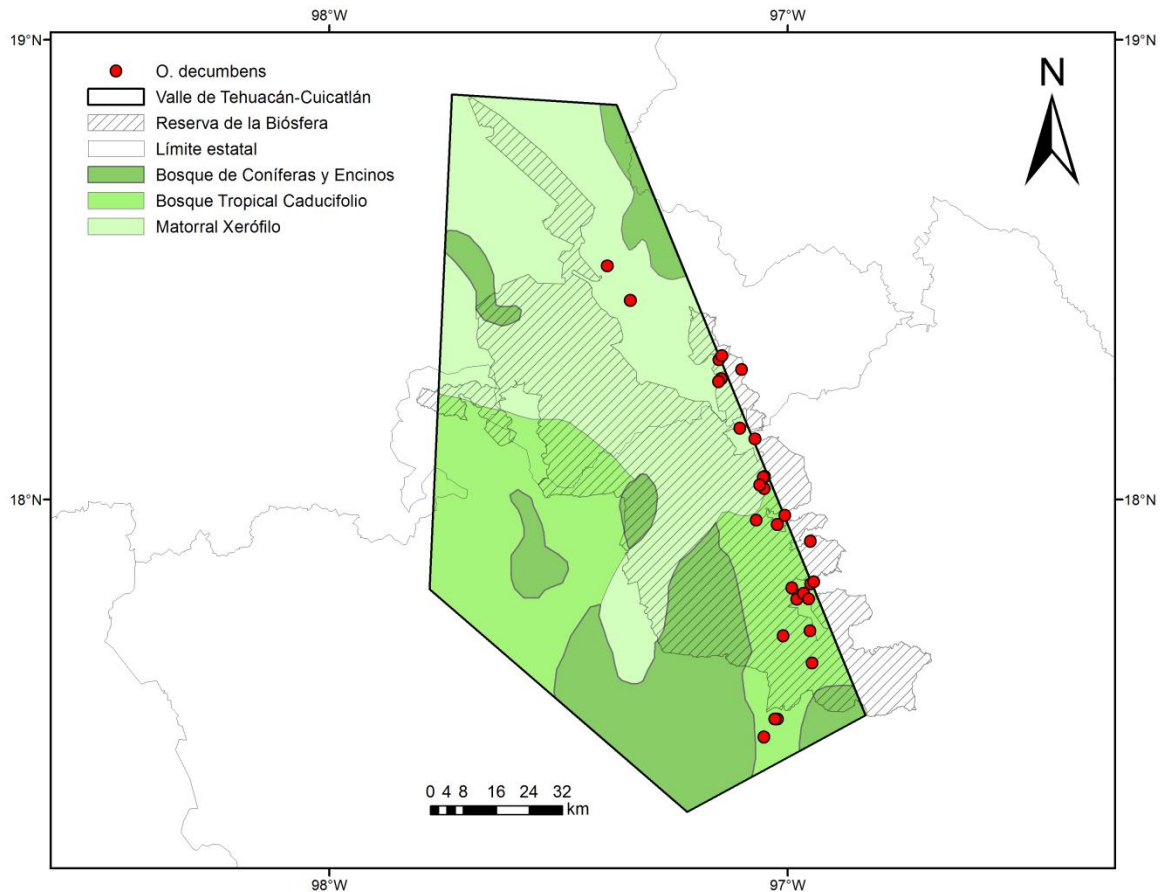 98°W 97°W
19°N 19°N
O. decumbens
Valle de Tehuacán-Cuicatlán
Reserva de la Biósfera
Límite estatal
Bosque de Coníferas y Encinos
Bosque Tropical Caducifolio
Matorral Xerófilo
N
18°N 18°N
0 4 8 16 24 32
km
98°W 97°W